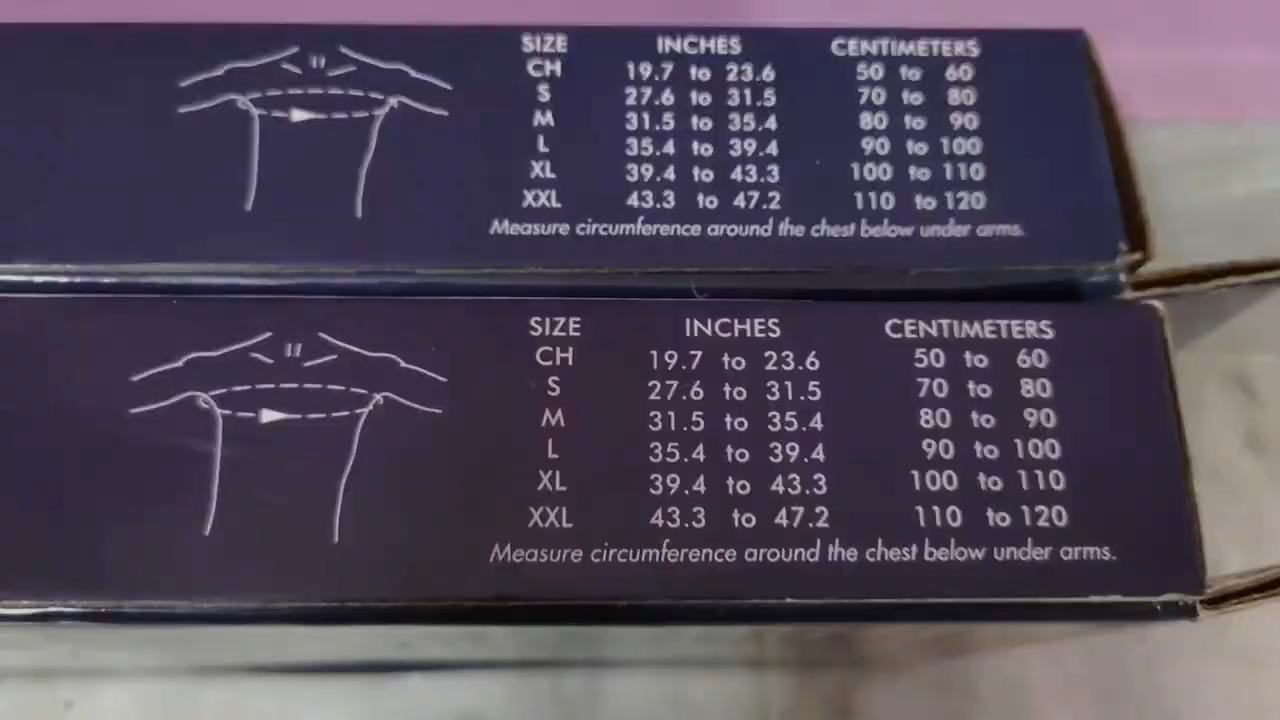 SIZE INCHES CENTIMETERS
CH 19.7 to 23.6 50 to 60
S 27.6 to 31.5 70 to 80
M 31.5 to 35.4 80 to 90
L 35.4 to 39.4 90 to 100
XL 39.4 to 43.3 100 to 110
XXL 43.3 to 47.2 110 to 120
Measure circumference around the chest below under arms.
SIZE INCHES CENTIMETERS
CH 19.7 to 23.6 50 to 60
S 27.6 to 31.5 70 to 80
M 31.5 to 35.4 80 to 90
L 35.4 to 39.4 90 to 100
XL 39.4 to 43.3 100 to 110
XXL 43.3 to 47.2 110 to 120
Measure circumference around the chest below under arms.